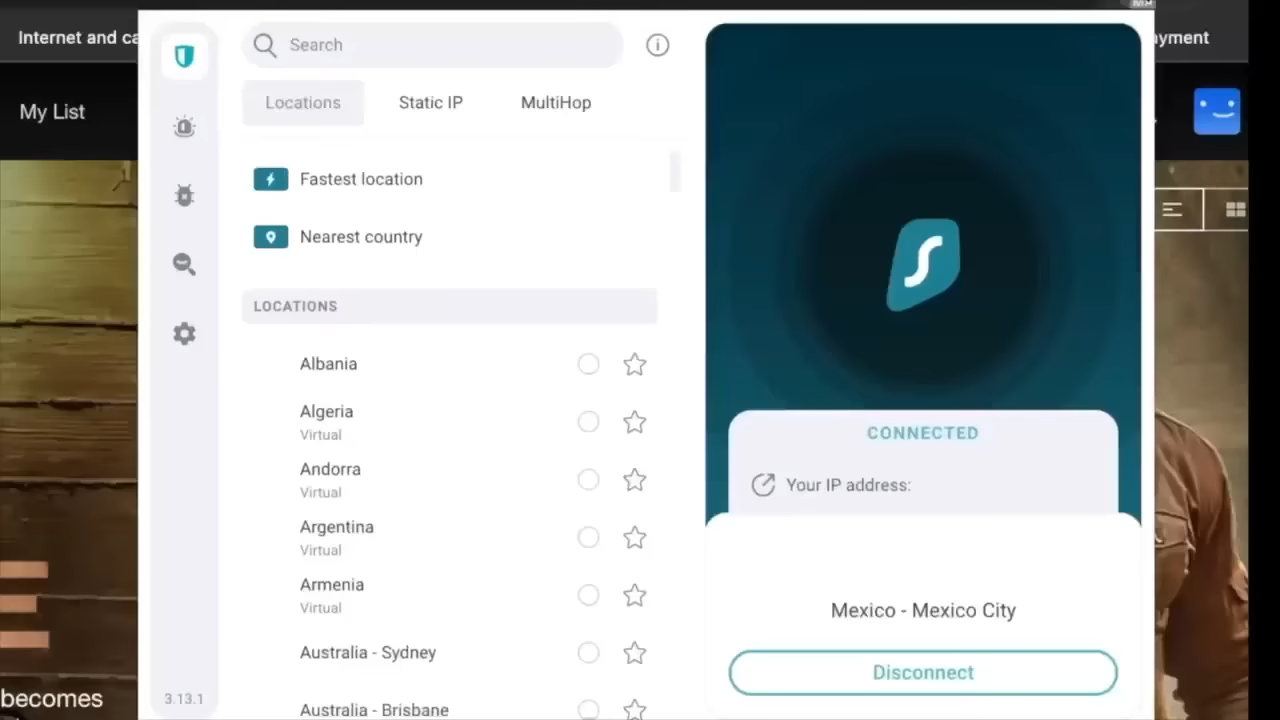 Internet and ca
yment
My List
Search
Locations
Static IP
MultiHop
Fastest location
Nearest country
LOCATIONS
Albania
Algeria
Virtual
Andorra
Virtual
Argentina
Virtual
Armenia
Virtual
Australia - Sydney
Australia - Brisbane
3.13.1
CONNECTED
Your IP address:
Mexico - Mexico City
Disconnect
becomes